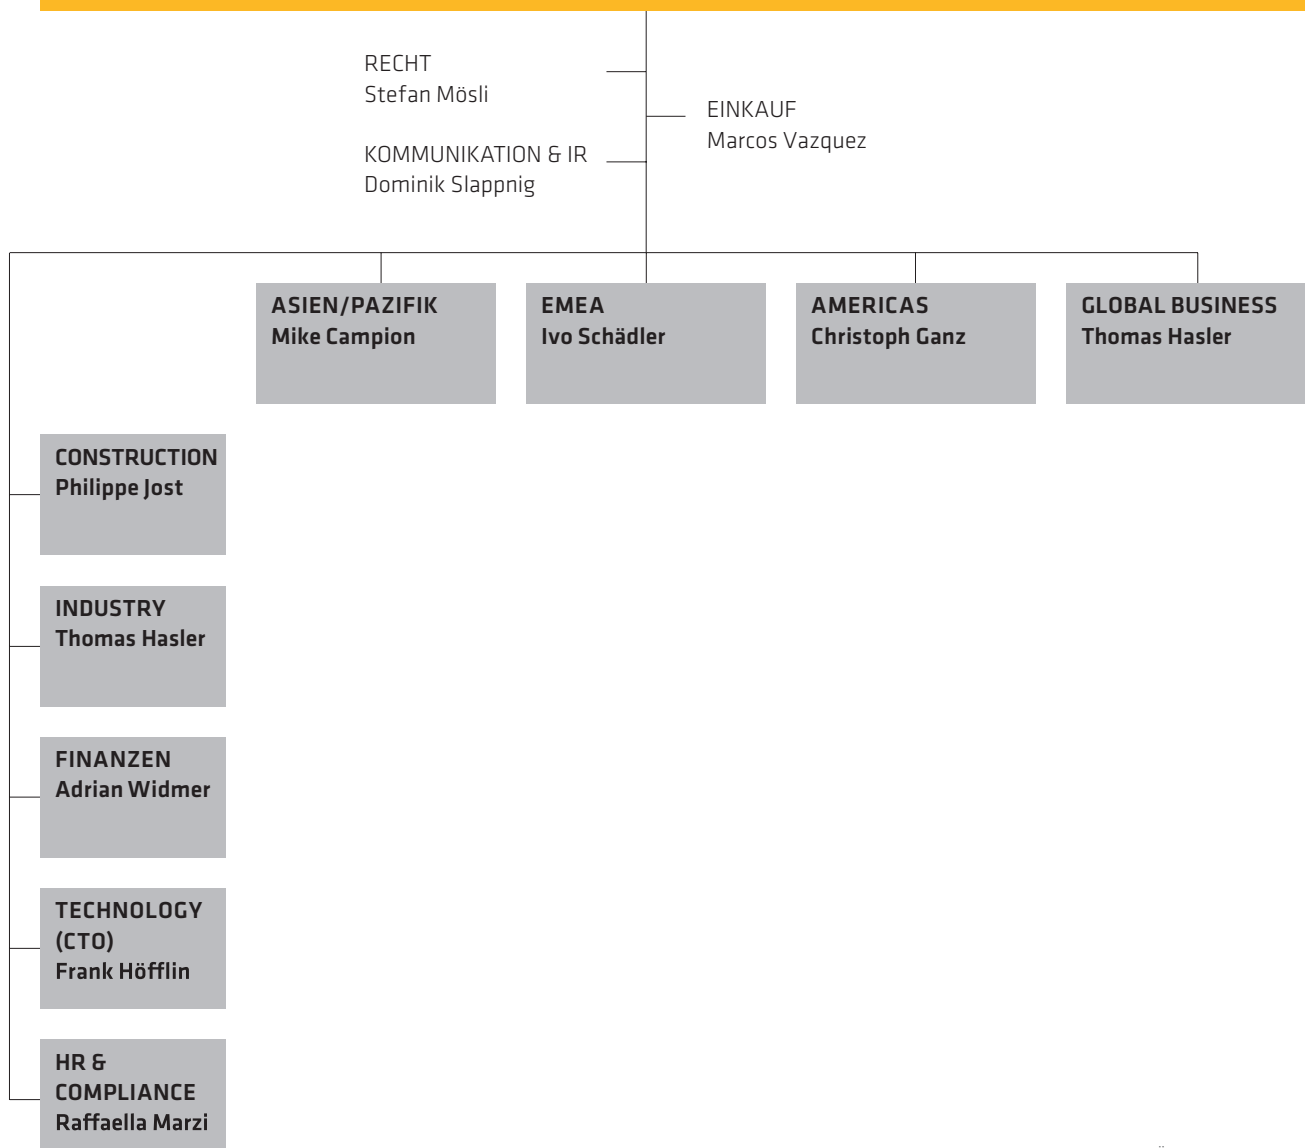 RECHT
Stefan Mösli
EINKAUF
Marcos Vazquez
KOMMUNIKATION & IR
Dominik Slappnig
ASIEN/PAZIFIK
Mike Campion
EMEA
Ivo Schädler
AMERICAS
Christoph Ganz
GLOBAL BUSINESS
Thomas Hasler
CONSTRUCTION
Philippe Jost
INDUSTRY
Thomas Hasler
FINANZEN
Adrian Widmer
TECHNOLOGY
(CTO)
Frank Höfflin
HR &
COMPLIANCE
Raffaella Marzi